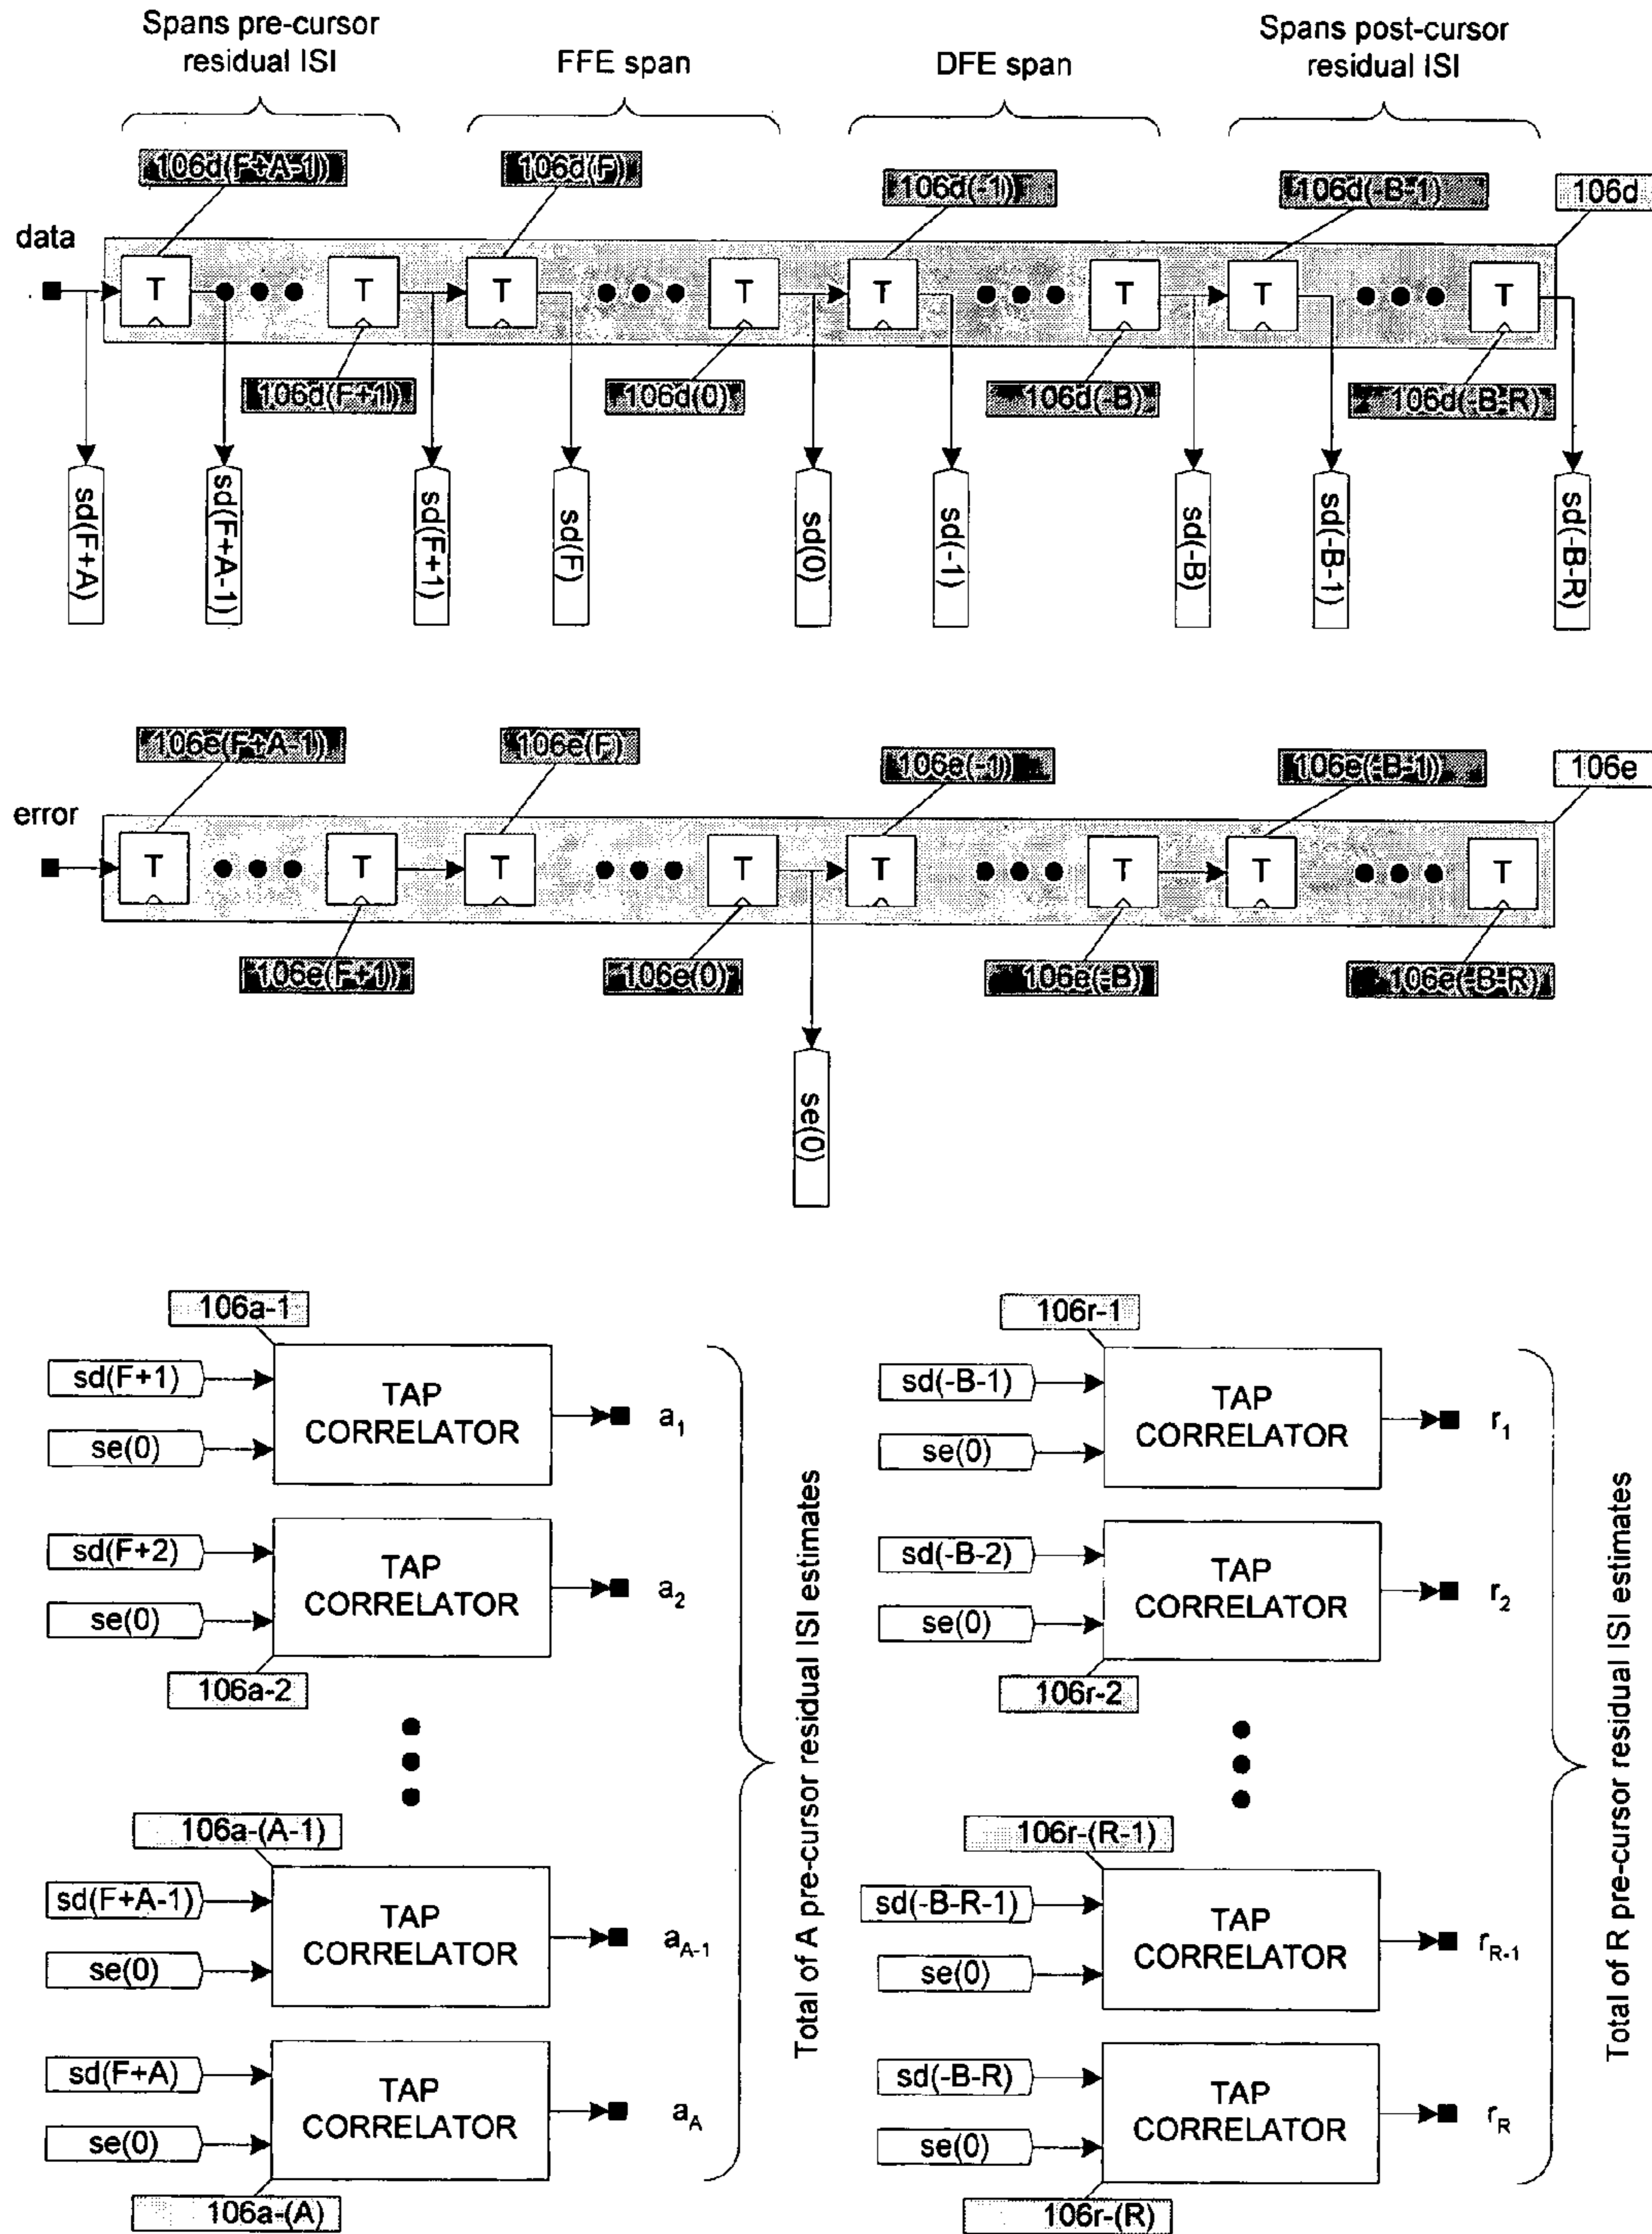 Spans pre-cursor
residual ISI
FFE span
DFE span
Spans post-cursor
residual ISI
106d(F+A-1))
106d(F)
106d(-1))
106d(-B-1)
106d
data
T
T
T
T
T
T
T
T
106d(F+1))
106d(0)
106d(-B)
106d(-B-R)
sd(F+A)
sd(F+A-1)
sd(F+1)
sd(F)
sd(0)
sd(-1)
sd(-B)
sd(-B-1)
sd(-B-R)
106e(F+A-1))
106e(F)
106e(-1))
106e(-B-1))
106e
error
T
T
T
T
T
T
T
T
106e(F+1))
106e(0)
106e(-B)
106e(-B-R)
se(0)
106a-1
sd(F+1)
se(0)
TAP
CORRELATOR
a1
sd(F+2)
se(0)
TAP
CORRELATOR
a2
106a-2
106a-(A-1)
sd(F+A-1)
se(0)
TAP
CORRELATOR
aA-1
sd(F+A)
se(0)
TAP
CORRELATOR
aA
106a-(A)
Total of A pre-cursor residual ISI estimates
106r-1
sd(-B-1)
se(0)
TAP
CORRELATOR
r1
sd(-B-2)
se(0)
TAP
CORRELATOR
r2
106r-2
106r-(R-1)
sd(-B-R-1)
se(0)
TAP
CORRELATOR
rR-1
sd(-B-R)
se(0)
TAP
CORRELATOR
rR
106r-(R)
Total of R pre-cursor residual ISI estimates